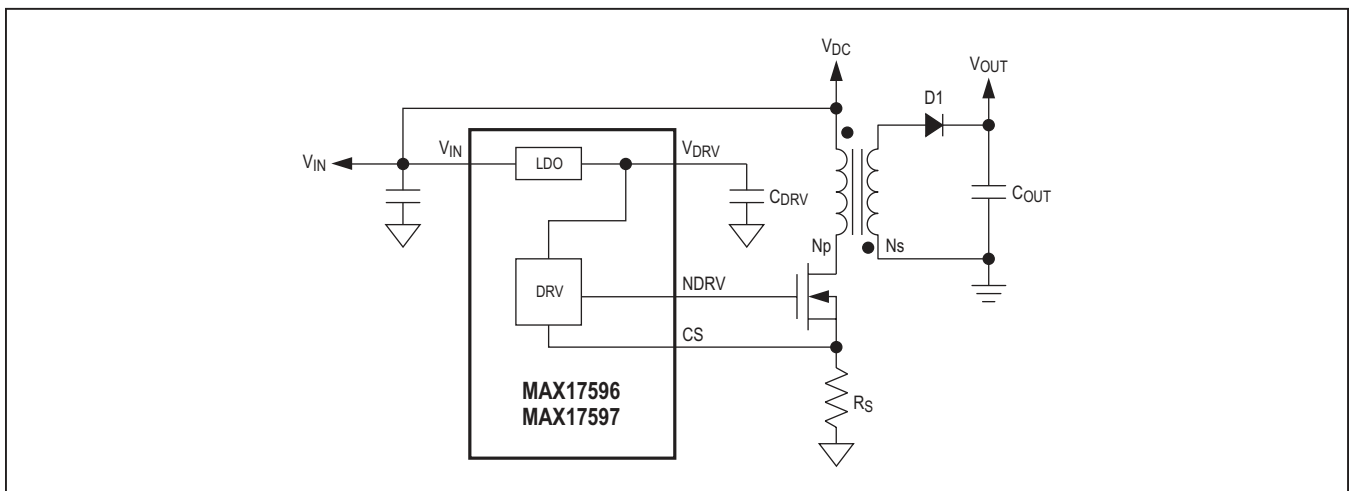 VDC
VOUT
D1
VIN
VIN
LDO
VDRV
CDRV
COUT
Np
Ns
DRV
NDRV
CS
MAX17596
MAX17597
RS